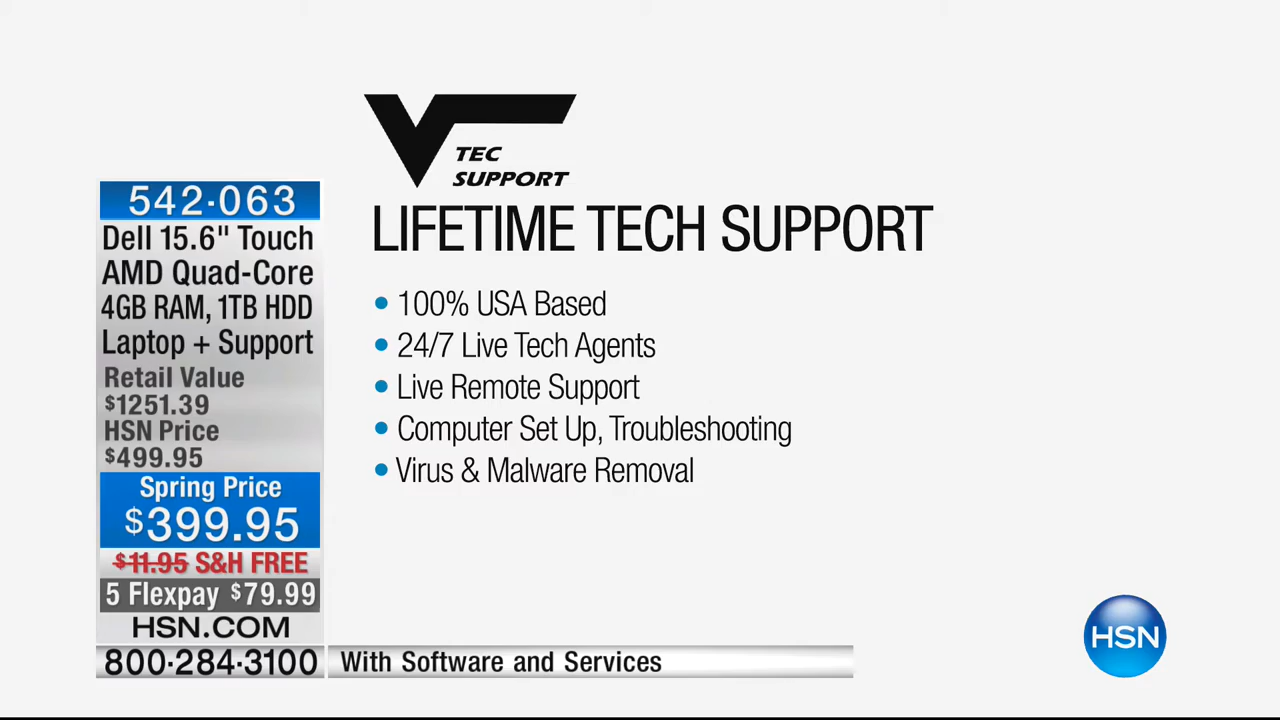 TEC
SUPPORT
LIFETIME TECH SUPPORT
• 100% USA Based
• 24/7 Live Tech Agents
• Live Remote Support
• Computer Set Up, Troubleshooting
• Virus & Malware Removal
542·063
Dell 15.6" Touch
AMD Quad-Core
4GB RAM, 1TB HDD
Laptop + Support
Retail Value
$1251.39
HSN Price
$499.95
Spring Price
$399.95
$11.95 S&H FREE
5 Flexpay $79.99
HSN.COM
800·284·3100
With Software and Services
HSN